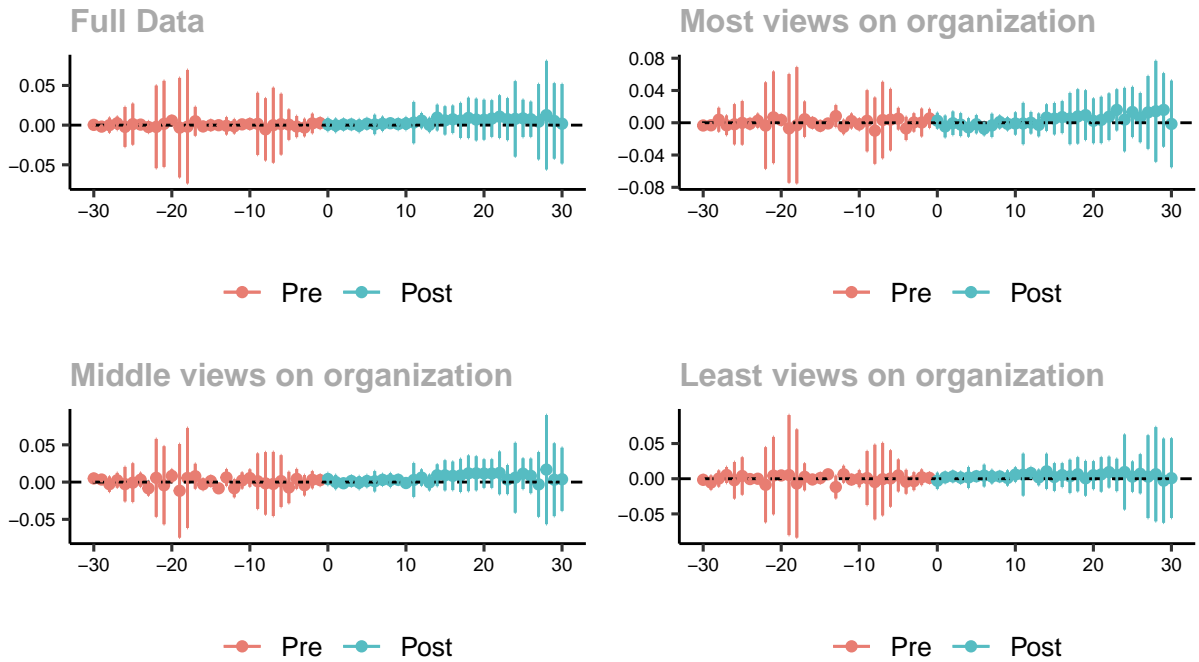 Full Data
0.05
0.00
−0.05
−30 −20 −10 0 10 20 30
Pre Post
Most views on organization
0.08
0.04
0.00
−0.04
−0.08
−30 −20 −10 0 10 20 30
Pre Post
Middle views on organization
0.05
0.00
−0.05
−30 −20 −10 0 10 20 30
Pre Post
Least views on organization
0.05
0.00
−0.05
−30 −20 −10 0 10 20 30
Pre Post